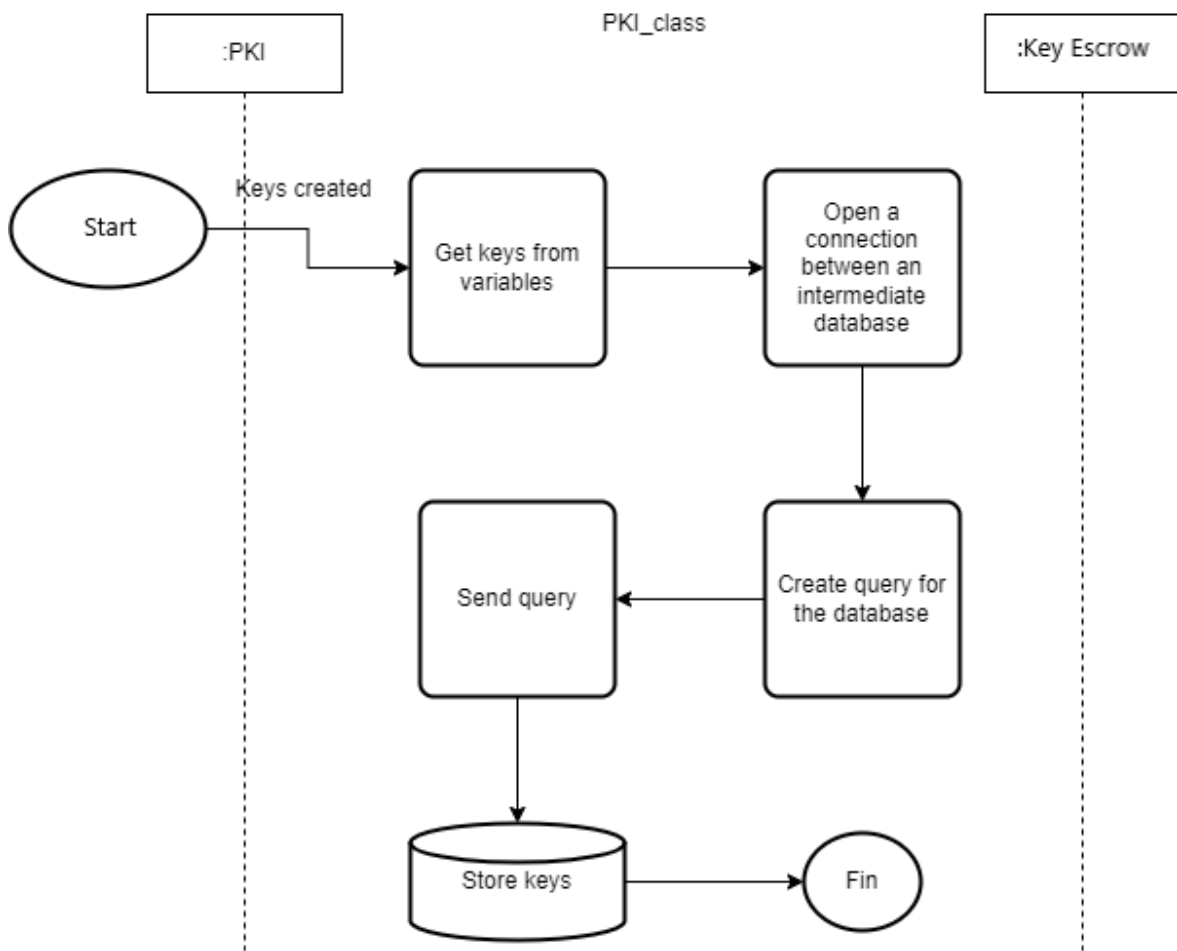 PKI_class
:PKI
:Key Escrow
Keys created
Start
Get keys from
variables
Open a
connection
between an
intermediate
database
Send query
Create query for
the database
Store keys
Fin